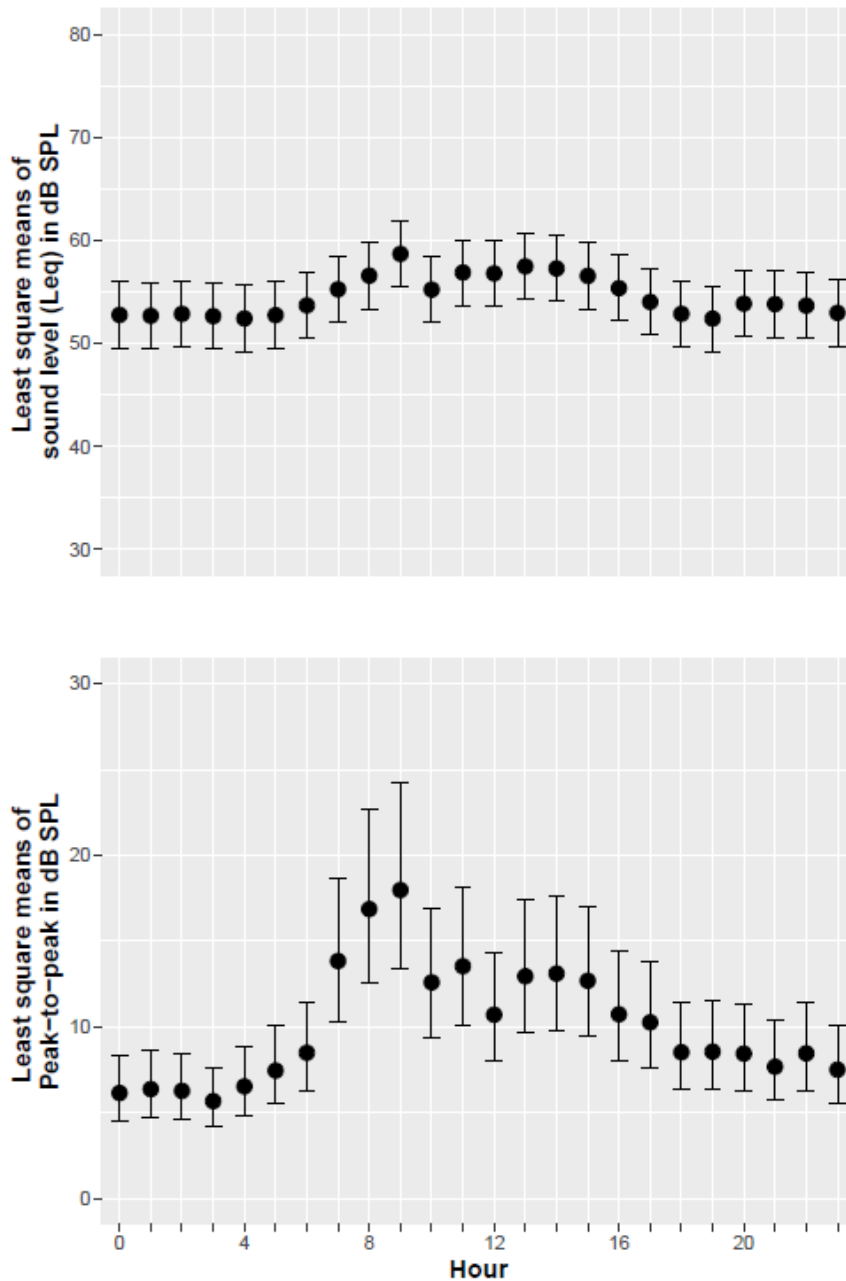 Least square means of
sound level (Leq) in dB SPL
80
70
60
50
40
30
Least square means of
Peak−to−peak in dB SPL
30
20
10
0
0 4 8 12 16 20
Hour